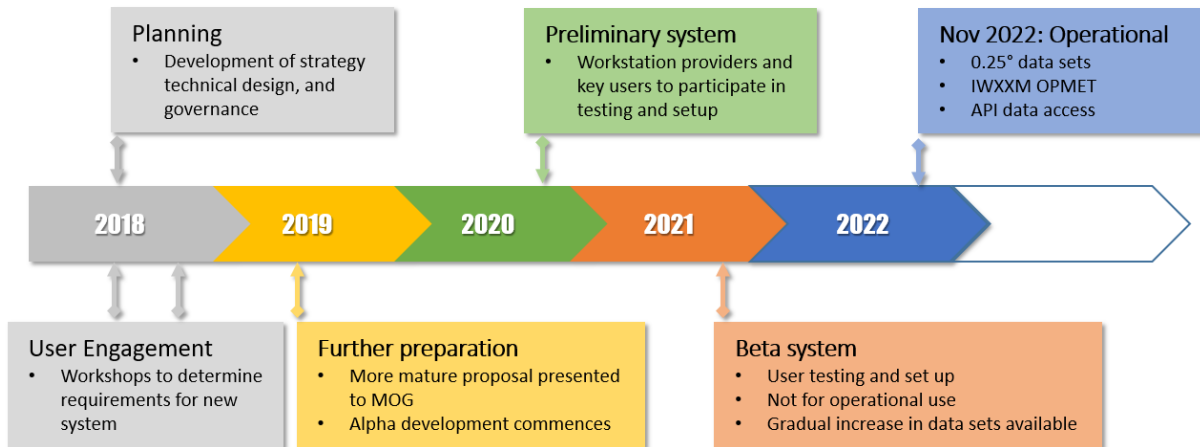 Planning
• Development of strategy
technical design, and
governance
Preliminary system
• Workstation providers and
key users to participate in
testing and setup
Nov 2022: Operational
• 0.25° data sets
• IWXXM OPMET
• API data access
2018
2019
2020
2021
2022
User Engagement
• Workshops to determine
requirements for new
system
Further preparation
• More mature proposal presented
to MOG
• Alpha development commences
Beta system
• User testing and set up
• Not for operational use
• Gradual increase in data sets available